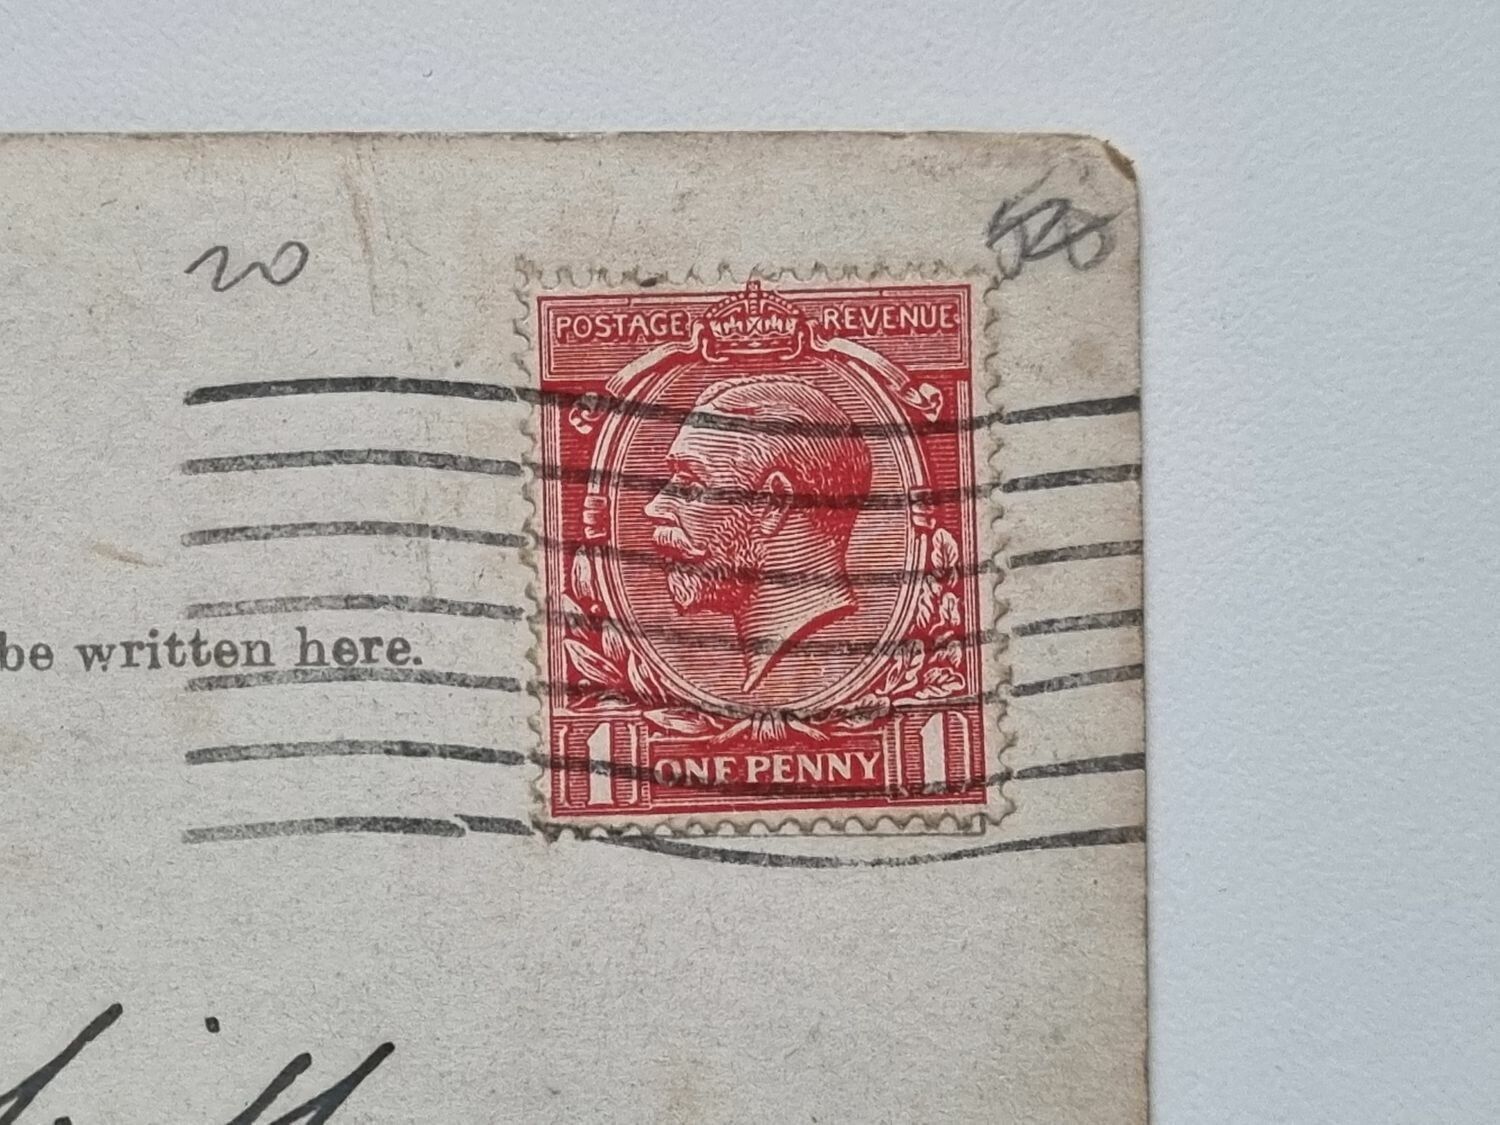 20
POSTAGE REVENUE
be written here.
1 ONE PENNY 1